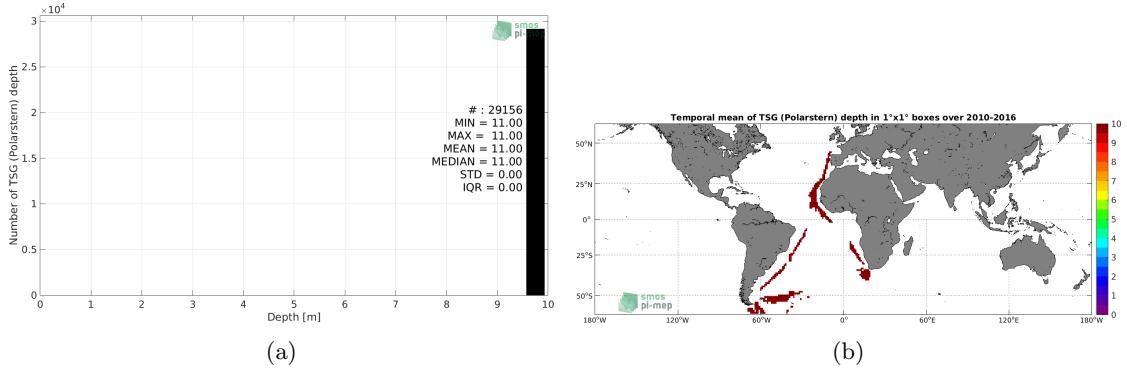 ×10⁴
3
2.5
2
1.5
1
0.5
0
Number of TSG (Polarstern) depth
smos
pi-mep
# : 29156
MIN = 11.00
MAX = 11.00
MEAN = 11.00
MEDIAN = 11.00
STD = 0.00
IQR = 0.00
0 1 2 3 4 5 6 7 8 9 10
Depth [m]
(a)
Temporal mean of TSG (Polarstern) depth in 1°x1° boxes over 2010-2016
50°N
25°N
0°
25°S
50°S
smos
pi-mep
180°W 120°W 60°W 0° 60°E 120°E 180°E
10
9
8
7
6
5
4
3
2
1
0
(b)